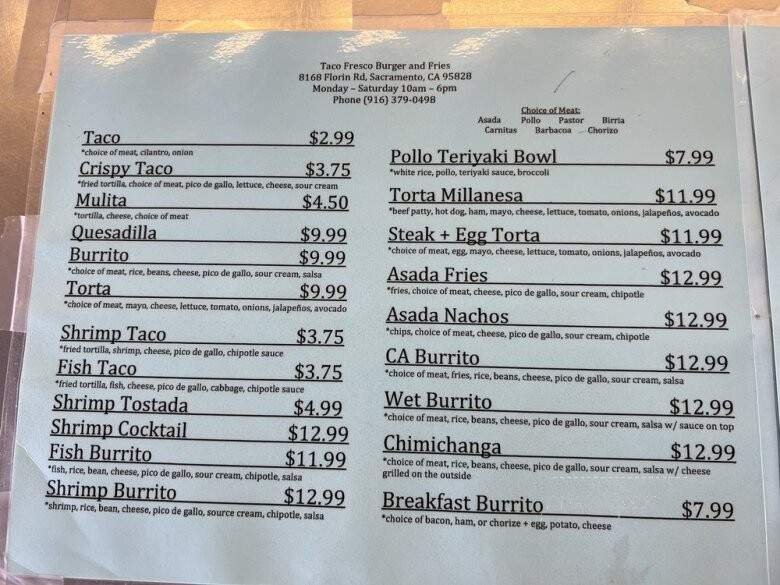 Taco Fresco Burger and Fries
8168 Florin Rd, Sacramento, CA 95828
Monday – Saturday 10am – 6pm
Phone (916) 379-0498
Choice of Meat:
Asada Pollo Pastor Birria
Carnitas Barbacoa Chorizo
Taco $2.99
*choice of meat, cilantro, onion
Crispy Taco $3.75
*fried tortilla, choice of meat, pico de gallo, lettuce, cheese, sour cream
Mulita $4.50
*tortilla, cheese, choice of meat
Quesadilla $9.99
Burrito $9.99
*choice of meat, rice, beans, cheese, pico de gallo, sour cream, salsa
Torta $9.99
*choice of meat, mayo, cheese, lettuce, tomato, onions, jalapeños, avocado
Shrimp Taco $3.75
*fried tortilla, shrimp, cheese, pico de gallo, chipotle sauce
Fish Taco $3.75
*fried tortilla, fish, cheese, pico de gallo, cabbage, chipotle sauce
Shrimp Tostada $4.99
Shrimp Cocktail $12.99
Fish Burrito $11.99
*fish, rice, bean, cheese, pico de gallo, sour cream, chipotle, salsa
Shrimp Burrito $12.99
*shrimp, rice, bean, cheese, pico de gallo, source cream, chipotle, salsa
Pollo Teriyaki Bowl $7.99
*white rice, pollo, teriyaki sauce, broccoli
Torta Millanesa $11.99
*beef patty, hot dog, ham, mayo, cheese, lettuce, tomato, onions, jalapeños, avocado
Steak + Egg Torta $11.99
*choice of meat, egg, mayo, cheese, lettuce, tomato, onions, jalapeños, avocado
Asada Fries $12.99
*fries, choice of meat, cheese, pico de gallo, sour cream, chipotle
Asada Nachos $12.99
*chips, choice of meat, cheese, pico de gallo, sour cream, chipotle
CA Burrito $12.99
*choice of meat, fries, rice, beans, cheese, pico de gallo, sour cream, salsa
Wet Burrito $12.99
*choice of meat, rice, beans, cheese, pico de gallo, sour cream, salsa w/ sauce on top
Chimichanga $12.99
*choice of meat, rice, beans, cheese, pico de gallo, sour cream, salsa w/ cheese
grilled on the outside
Breakfast Burrito $7.99
*choice of bacon, ham, or chorize + egg, potato, cheese